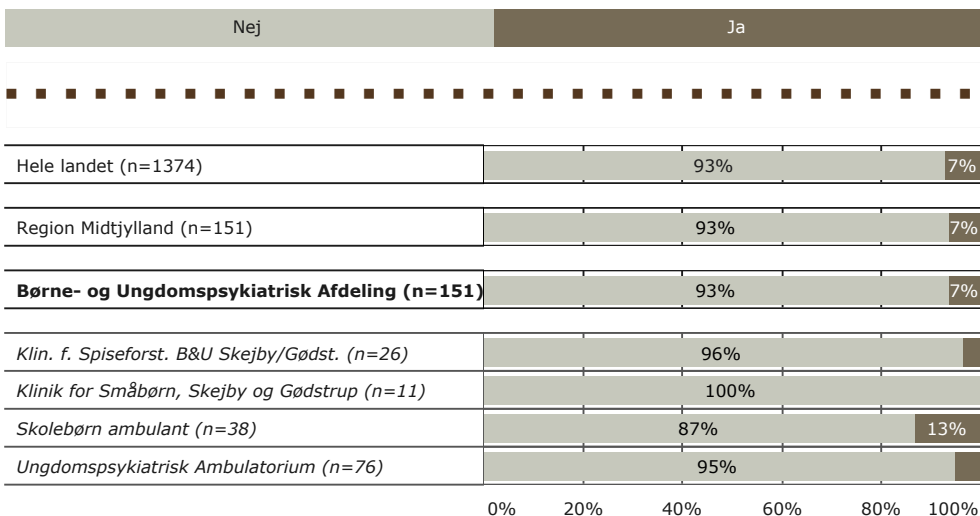 Nej Ja
Hele landet (n=1374) 93% 7%
Region Midtjylland (n=151) 93% 7%
Børne- og Ungdomspsykiatrisk Afdeling (n=151) 93% 7%
Klin. f. Spiseforst. B&U Skejby/Gødst. (n=26) 96%
Klinik for Småbørn, Skejby og Gødstrup (n=11) 100%
Skolebørn ambulant (n=38) 87% 13%
Ungdomspsykiatrisk Ambulatorium (n=76) 95%
0% 20% 40% 60% 80% 100%